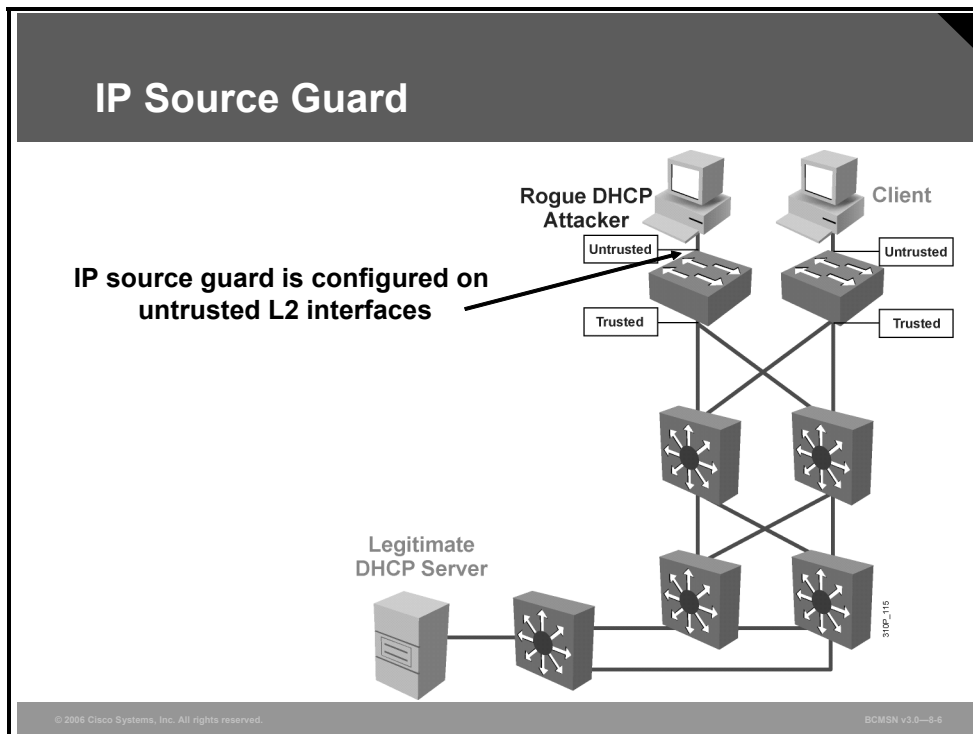 IP Source Guard
Rogue DHCP
Attacker
Client
Untrusted
Untrusted
IP source guard is configured on
untrusted L2 interfaces
Trusted
Trusted
Legitimate
DHCP Server
310P_115
© 2006 Cisco Systems, Inc. All rights reserved.
BCMSN v3.0—8-6